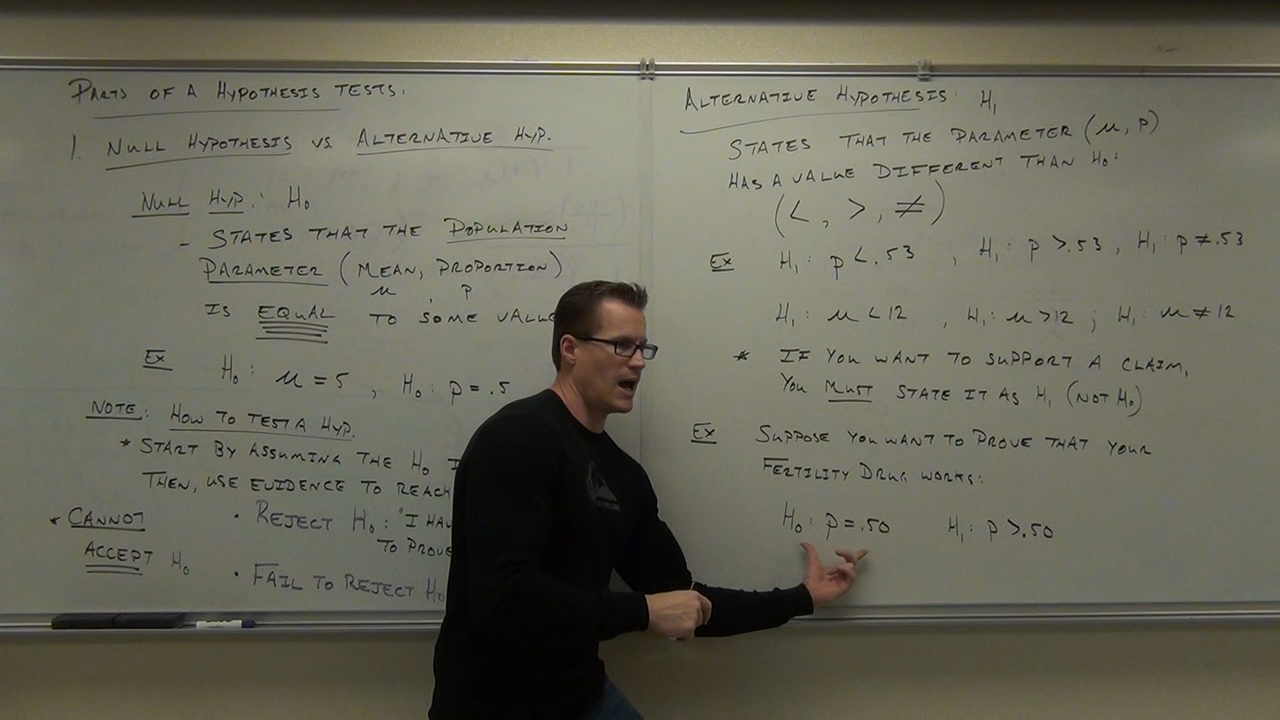 PARTS OF A HYPOTHESIS TESTS.
1. NULL HYPOTHESIS VS. ALTERNATIVE HYP.
NULL HYP.: H₀
- STATES THAT THE POPULATION
PARAMETER (MEAN, PROPORTION)
μ , p
IS EQUAL TO SOME VALUE
EX H₀: μ = 5 , H₀: p = .5
NOTE: HOW TO TEST A HYP.
* START BY ASSUMING THE H₀
THEN, USE EVIDENCE TO REACH
* CANNOT
ACCEPT H₀
• REJECT H₀: "I HAV
TO PROVE
• FAIL TO REJECT H₀
ALTERNATIVE HYPOTHESIS: H₁
STATES THAT THE PARAMETER (μ, P)
HAS A VALUE DIFFERENT THAN H₀:
(<, >, ≠)
EX H₁: p < .53 , H₁: p > .53 , H₁: p ≠ .53
H₁: μ < 12 , H₁: μ > 12 ; H₁: μ ≠ 12
* IF YOU WANT TO SUPPORT A CLAIM,
YOU MUST STATE IT AS H₁ (NOT H₀)
EX SUPPOSE YOU WANT TO PROVE THAT YOUR
FERTILITY DRUG WORKS:
H₀: p = .50 H₁: p > .50